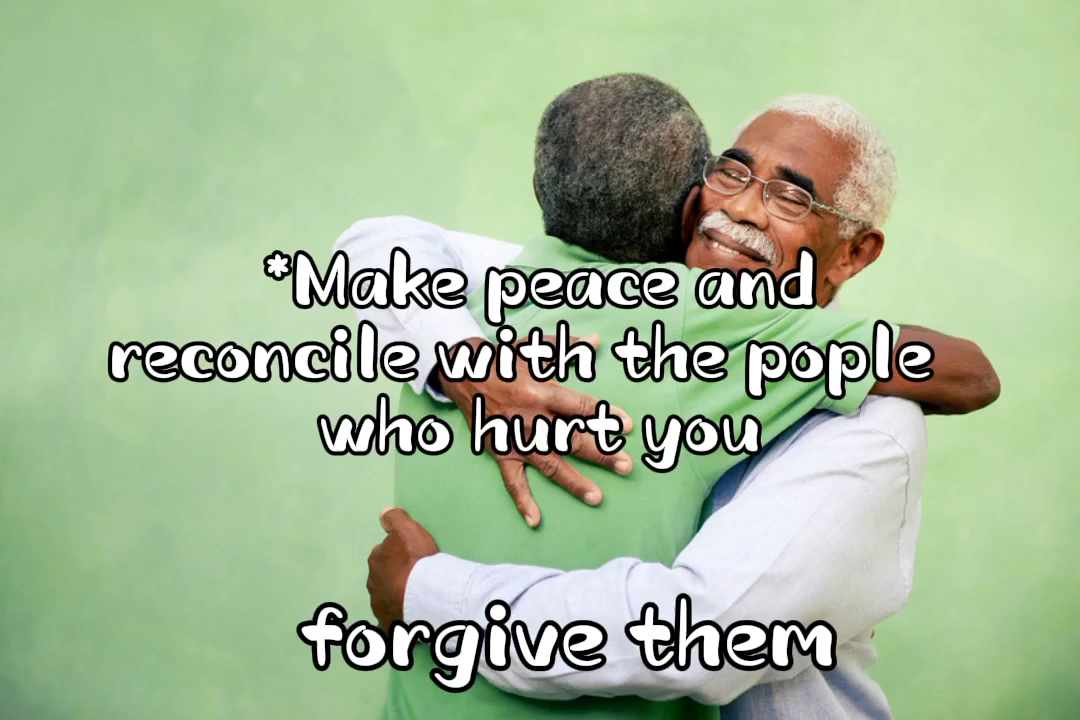 *Make peace and
reconcile with the pople
who hurt you
forgive them